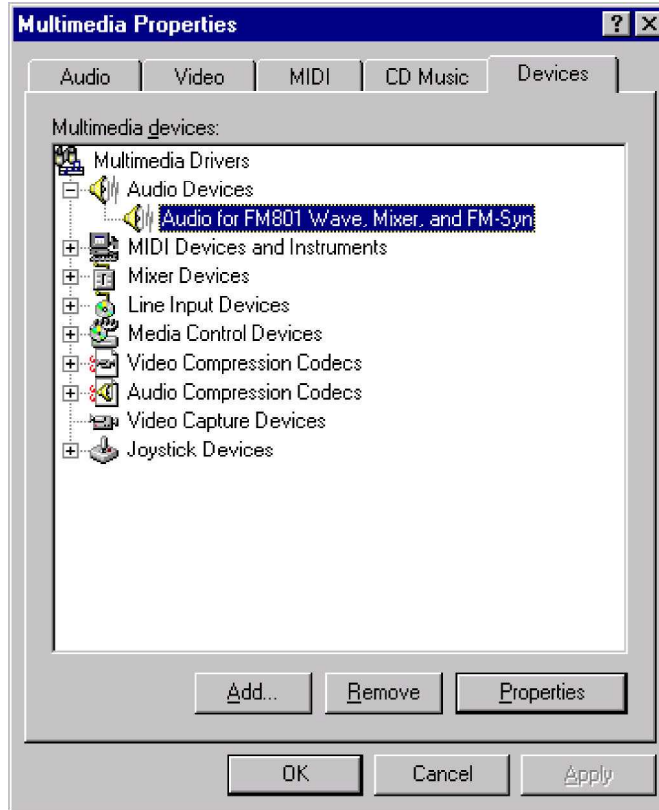 Multimedia Properties
Audio Video MIDI CD Music Devices
Multimedia devices:
Multimedia Drivers
Audio Devices
Audio for FM801 Wave, Mixer, and FM-Syn
MIDI Devices and Instruments
Mixer Devices
Line Input Devices
Media Control Devices
Video Compression Codecs
Audio Compression Codecs
Video Capture Devices
Joystick Devices
Add... Remove Properties
OK Cancel Apply